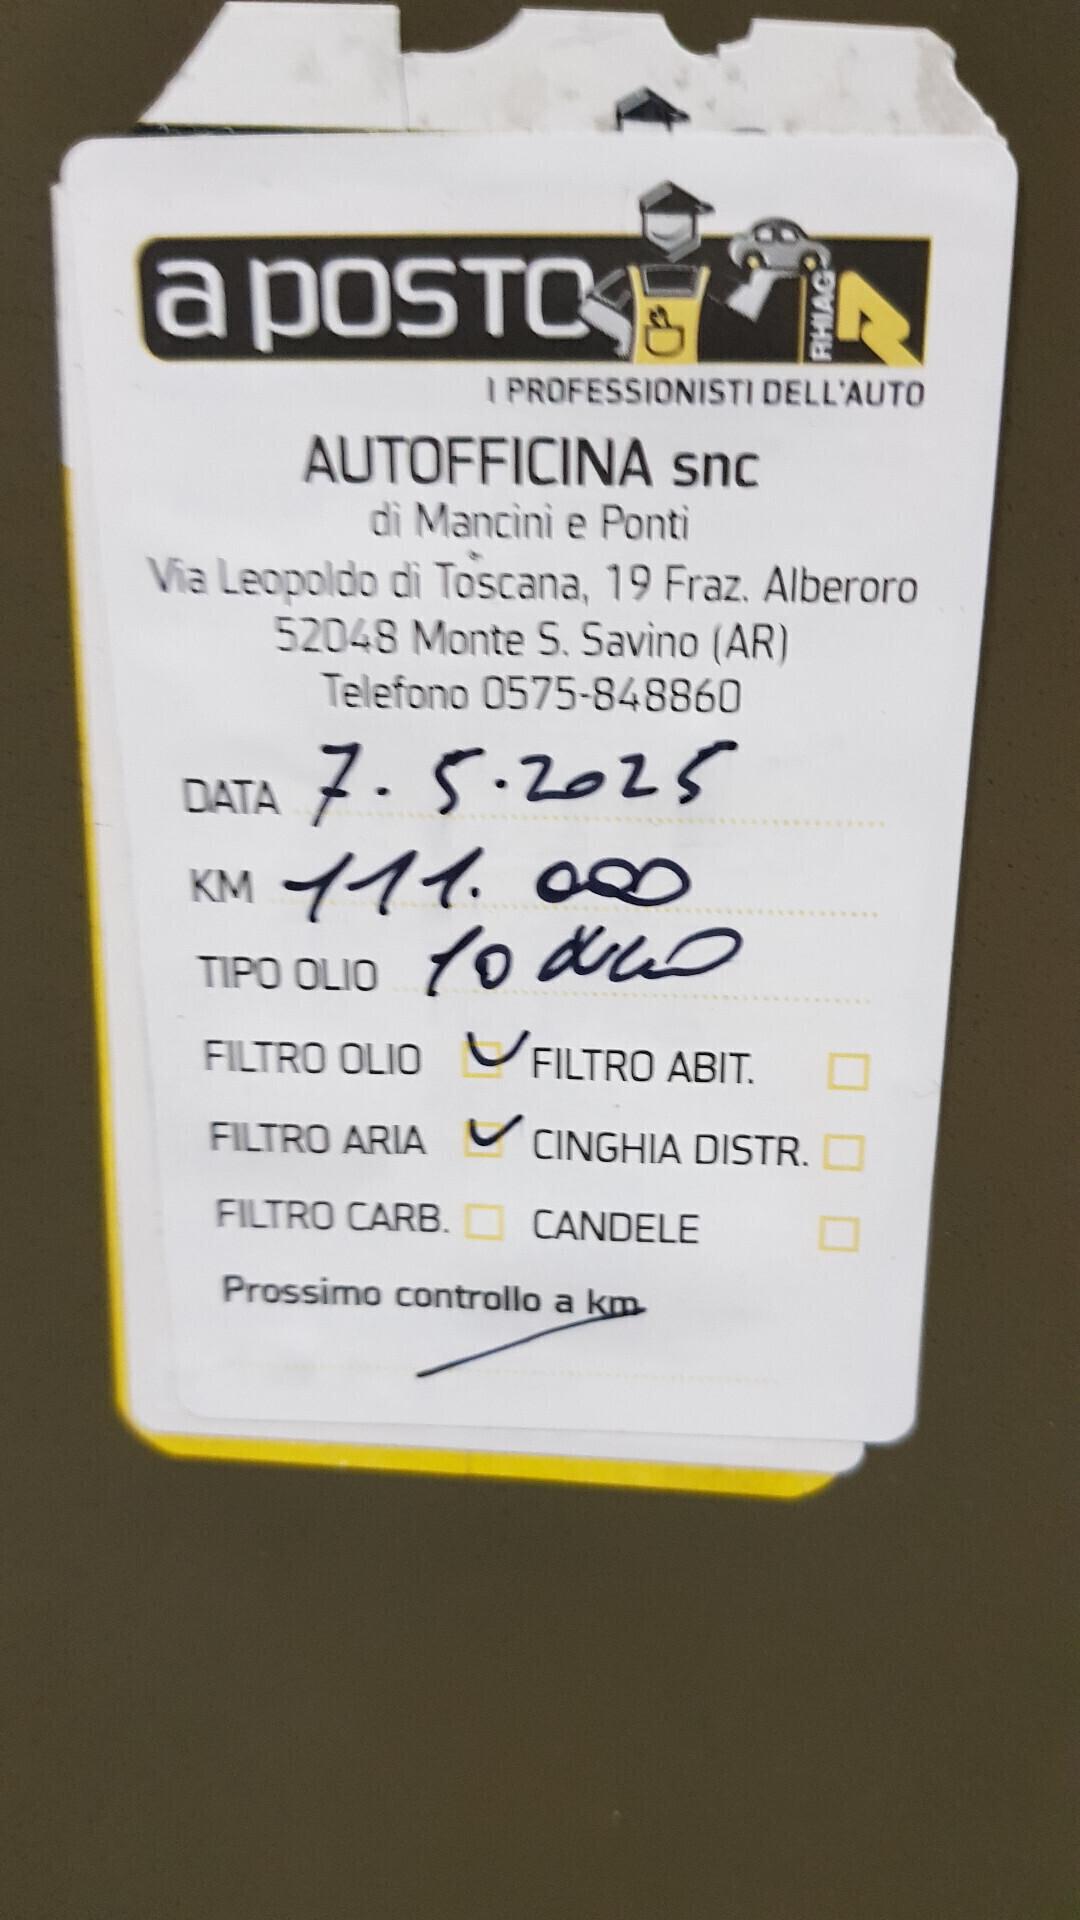 a posto
RHIAG
I PROFESSIONISTI DELL'AUTO
AUTOFFICINA snc
di Mancini e Ponti
Via Leopoldo di Toscana, 19 Fraz. Alberoro
52048 Monte S. Savino (AR)
Telefono 0575-848860
DATA 7.5.2025
KM 111.000
TIPO OLIO 10
FILTRO OLIO FILTRO ABIT.
FILTRO ARIA CINGHIA DISTR.
FILTRO CARB. CANDELE
Prossimo controllo a km